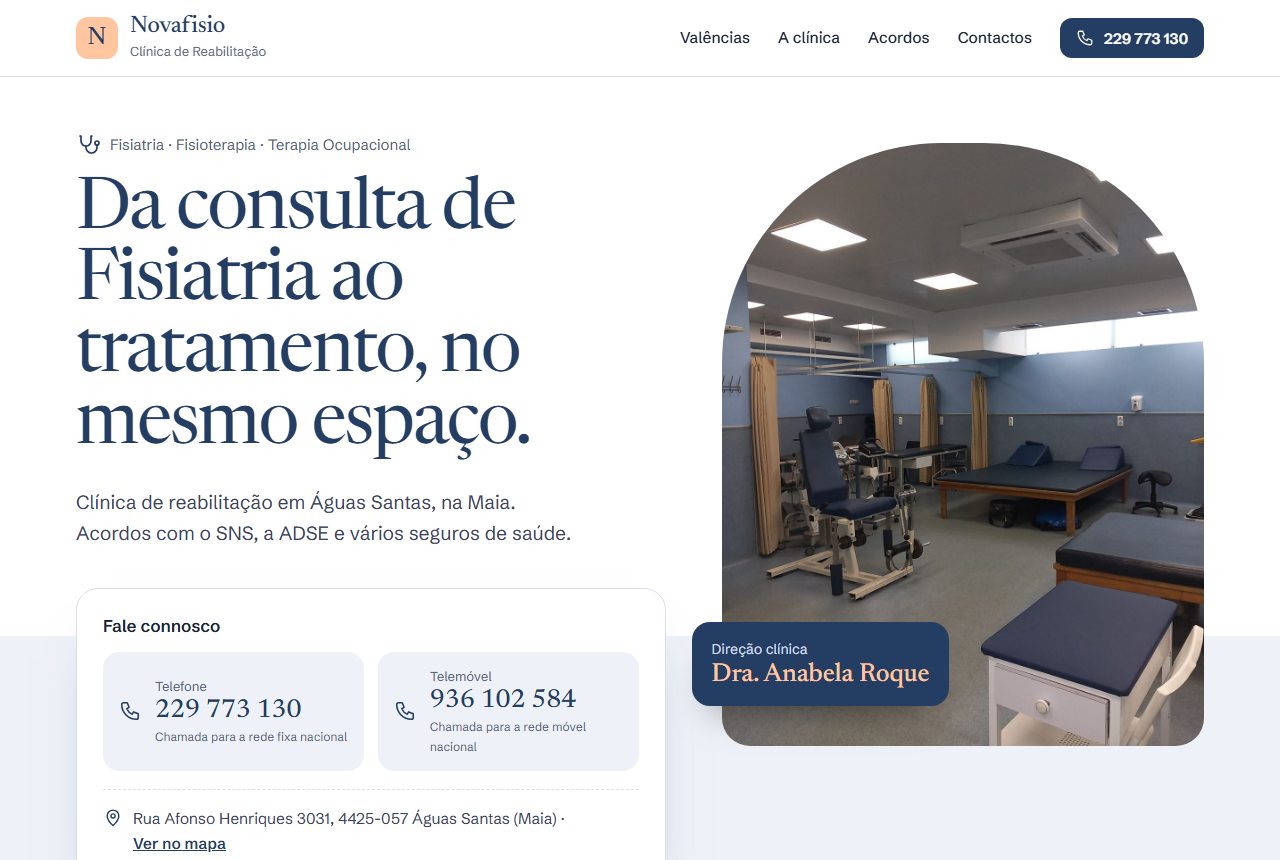 N
Novafisio
Clínica de Reabilitação
Valências
A clínica
Acordos
Contactos
229 773 130
Fisiatria · Fisioterapia · Terapia Ocupacional
Da consulta de
Fisiatria ao
tratamento, no
mesmo espaço.
Clínica de reabilitação em Águas Santas, na Maia.
Acordos com o SNS, a ADSE e vários seguros de saúde.
Fale connosco
Telefone
229 773 130
Chamada para a rede fixa nacional
Telemóvel
936 102 584
Chamada para a rede móvel
nacional
Rua Afonso Henriques 3031, 4425-057 Águas Santas (Maia) ·
Ver no mapa
Direção clínica
Dra. Anabela Roque